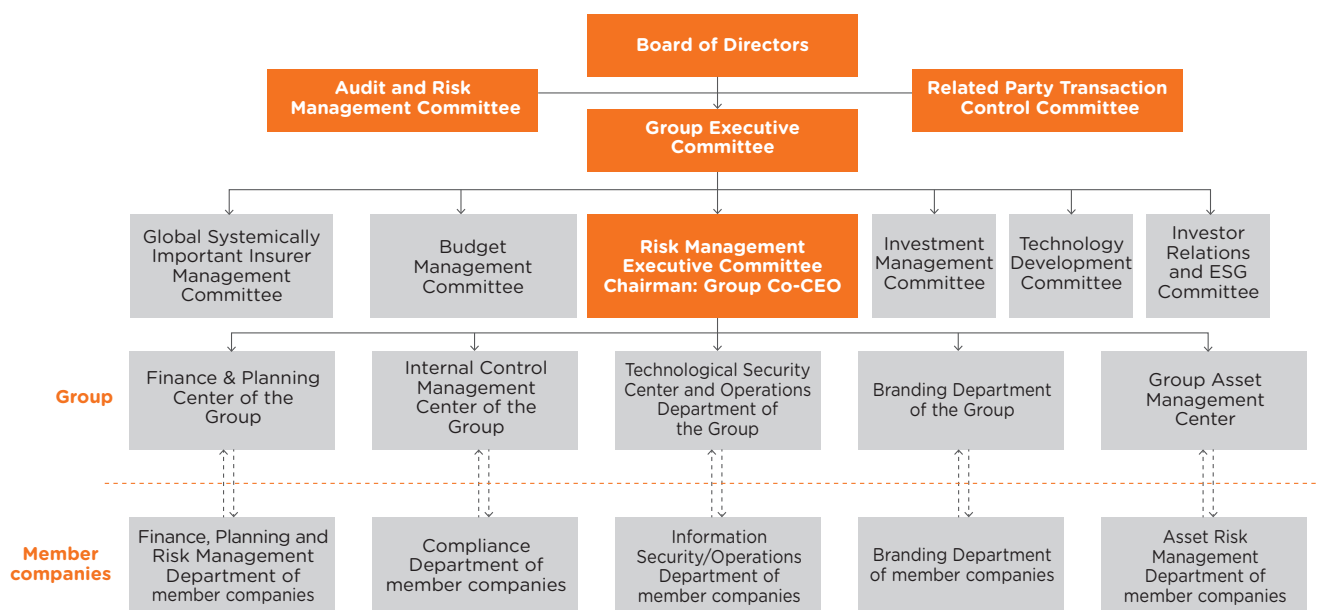 Board of Directors
Audit and Risk
Management Committee
Related Party Transaction
Control Committee
Group Executive
Committee
Global Systemically
Important Insurer
Management
Committee
Budget
Management
Committee
Risk Management
Executive Committee
Chairman: Group Co-CEO
Investment
Management
Committee
Technology
Development
Committee
Investor
Relations
and ESG
Committee
Group
Finance & Planning
Center of the
Group
Internal Control
Management
Center of the
Group
Technological Security
Center and Operations
Department of
the Group
Branding Department
of the Group
Group Asset
Management
Center
Member
companies
Finance, Planning and
Risk Management
Department of
member companies
Compliance
Department of
member companies
Information
Security/Operations
Department of
member companies
Branding Department
of member companies
Asset Risk
Management
Department of
member companies